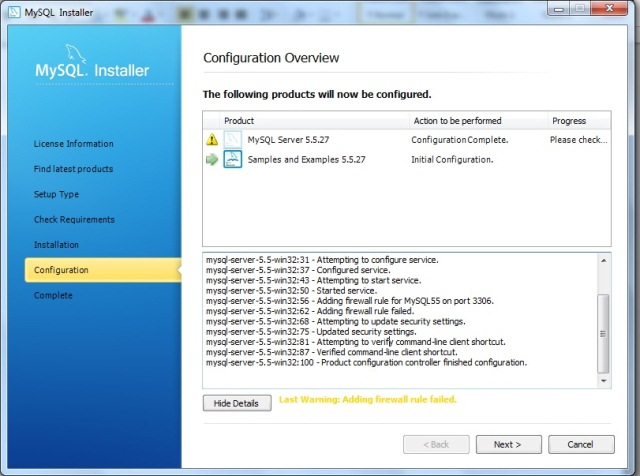 MySQL Installer
MySQL. Installer
License Information
Find latest products
Setup Type
Check Requirements
Installation
Configuration
Complete
Configuration Overview
The following products will now be configured.
Product Action to be performed Progress
MySQL Server 5.5.27 Configuration Complete. Please check...
Samples and Examples 5.5.27 Initial Configuration.
mysql-server-5.5-win32:31 - Attempting to configure service.
mysql-server-5.5-win32:37 - Configured service.
mysql-server-5.5-win32:43 - Attempting to start service.
mysql-server-5.5-win32:50 - Started service.
mysql-server-5.5-win32:56 - Adding firewall rule for MySQL55 on port 3306.
mysql-server-5.5-win32:62 - Adding firewall rule failed.
mysql-server-5.5-win32:68 - Attempting to update security settings.
mysql-server-5.5-win32:75 - Updated security settings.
mysql-server-5.5-win32:81 - Attempting to verify command-line client shortcut.
mysql-server-5.5-win32:87 - Verified command-line client shortcut.
mysql-server-5.5-win32:100 - Product configuration controller finished configuration.
Hide Details Last Warning: Adding firewall rule failed.
< Back Next > Cancel